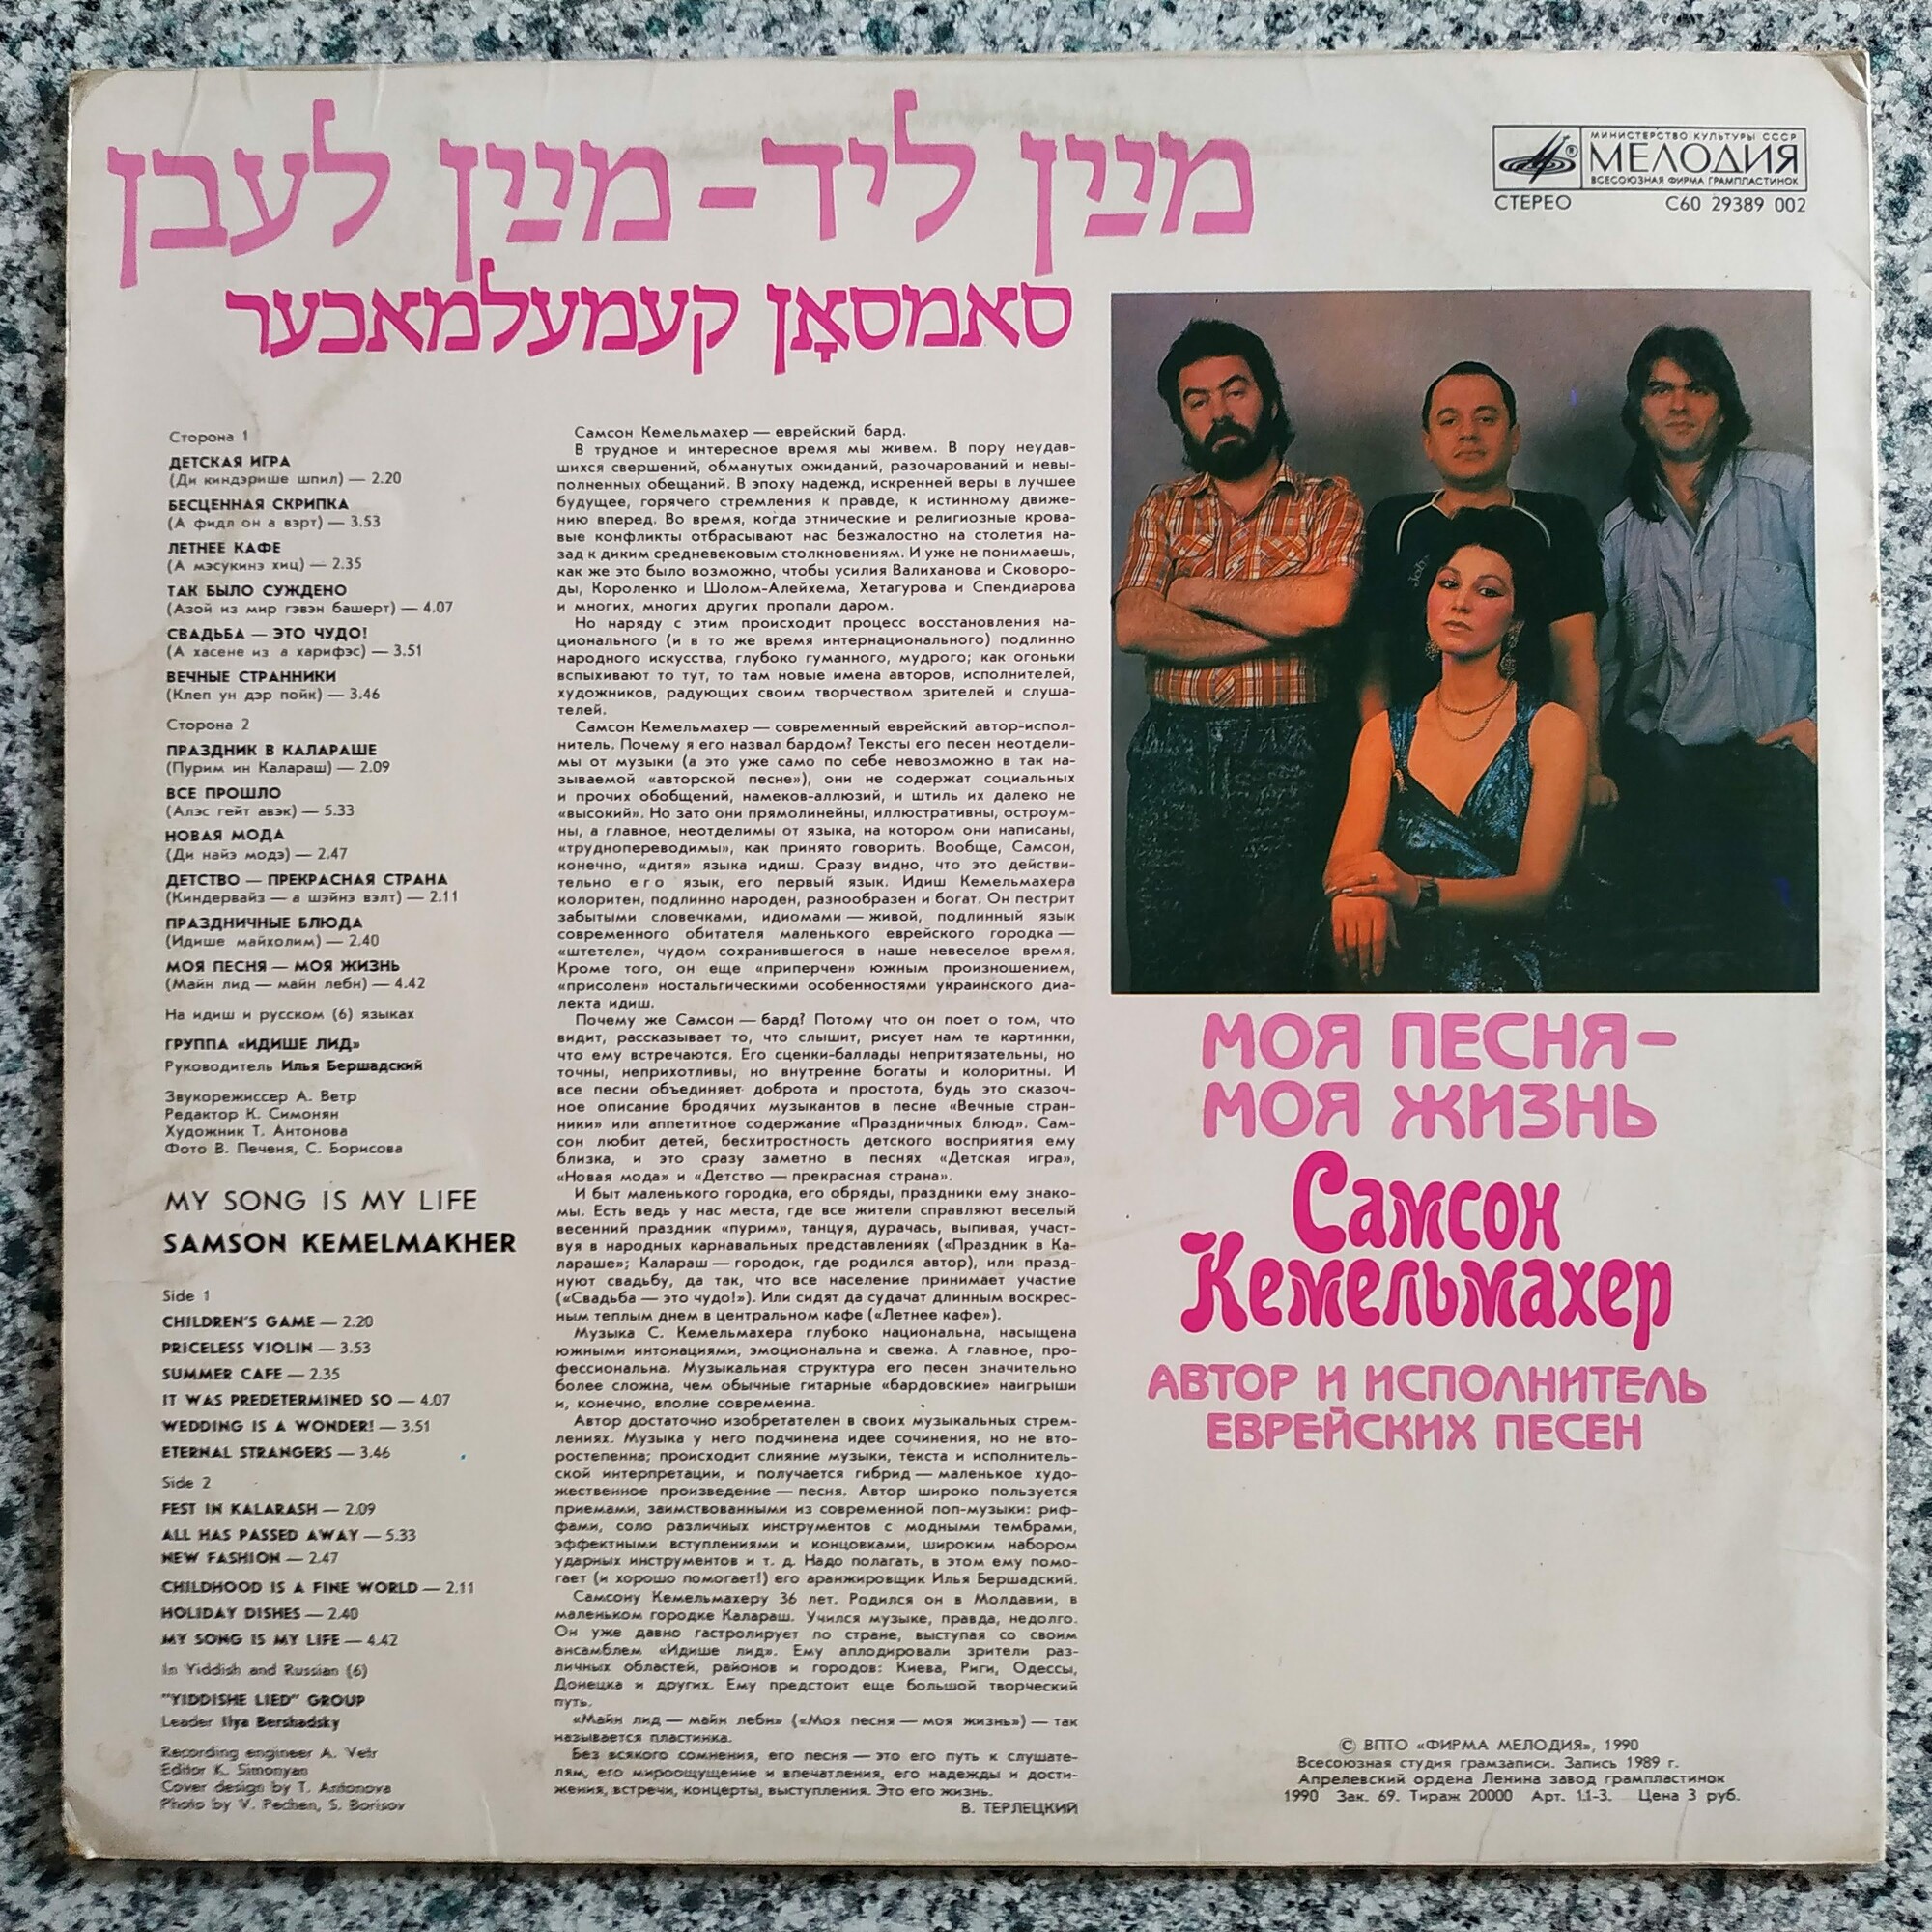 מײַן ליד - מײַן לעבן
סאמסאָן קעמעלמאכער
МИНИСТЕРСТВО КУЛЬТУРЫ СССР
МЕЛОДИЯ
ВСЕСОЮЗНАЯ ФИРМА ГРАМПЛАСТИНОК
СТЕРЕО С60 29389 002
Сторона 1
ДЕТСКАЯ ИГРА
(Ди киндэрише шпил) — 2.20
БЕСЦЕННАЯ СКРИПКА
(А фидл он а вэрт) — 3.53
ЛЕТНЕЕ КАФЕ
(А мэсукинэ хиц) — 2.35
ТАК БЫЛО СУЖДЕНО
(Азой из мир гэвэн башерт) — 4.07
СВАДЬБА — ЭТО ЧУДО!
(А хасене из а харифэс) — 3.51
ВЕЧНЫЕ СТРАННИКИ
(Клеп ун дэр пойк) — 3.46
Сторона 2
ПРАЗДНИК В КАЛАРАШЕ
(Пурим ин Калараш) — 2.09
ВСЕ ПРОШЛО
(Алэс гейт авэк) — 5.33
НОВАЯ МОДА
(Ди найэ модэ) — 2.47
ДЕТСТВО — ПРЕКРАСНАЯ СТРАНА
(Киндервайз — а шэйнэ вэлт) — 2.11
ПРАЗДНИЧНЫЕ БЛЮДА
(Идише майхолим) — 2.40
МОЯ ПЕСНЯ — МОЯ ЖИЗНЬ
(Майн лид — майн лебн) — 4.42
На идиш и русском (6) языках
ГРУППА «ИДИШЕ ЛИД»
Руководитель Илья Бершадский
Звукорежиссер А. Ветр
Редактор К. Симонян
Художник Т. Антонова
Фото В. Печеня, С. Борисова
MY SONG IS MY LIFE
SAMSON KEMELMAKHER
Side 1
CHILDREN'S GAME — 2.20
PRICELESS VIOLIN — 3.53
SUMMER CAFE — 2.35
IT WAS PREDETERMINED SO — 4.07
WEDDING IS A WONDER! — 3.51
ETERNAL STRANGERS — 3.46
Side 2
FEST IN KALARASH — 2.09
ALL HAS PASSED AWAY — 5.33
NEW FASHION — 2.47
CHILDHOOD IS A FINE WORLD — 2.11
HOLIDAY DISHES — 2.40
MY SONG IS MY LIFE — 4.42
In Yiddish and Russian (6)
"YIDDISHE LIED" GROUP
Leader Ilya Bershadsky
Recording engineer A. Vetr
Editor K. Simonyan
Cover design by T. Antonova
Photo by V. Pechen, S. Borisov
Самсон Кемельмахер — еврейский бард.
В трудное и интересное время мы живем. В пору неудав-
шихся свершений, обманутых ожиданий, разочарований и невы-
полненных обещаний. В эпоху надежд, искренней веры в лучшее
будущее, горячего стремления к правде, к истинному движе-
нию вперед. Во время, когда этнические и религиозные крова-
вые конфликты отбрасывают нас безжалостно на столетия на-
зад к диким средневековым столкновениям. И уже не понимаешь,
как же это было возможно, чтобы усилия Валиханова и Сковоро-
ды, Короленко и Шолом-Алейхема, Хетагурова и Спендиарова
и многих, многих других пропали даром.
Но наряду с этим происходит процесс восстановления на-
ционального (и в то же время интернационального) подлинно
народного искусства, глубоко гуманного, мудрого; как огоньки
вспыхивают то тут, то там новые имена авторов, исполнителей,
художников, радующих своим творчеством зрителей и слуша-
телей.
Самсон Кемельмахер — современный еврейский автор-испол-
нитель. Почему я его назвал бардом? Тексты его песен неотдели-
мы от музыки (а это уже само по себе невозможно в так на-
зываемой «авторской песне»), они не содержат социальных
и прочих обобщений, намеков-аллюзий, и штиль их далеко не
«высокий». Но зато они прямолинейны, иллюстративны, остроум-
ны, а главное, неотделимы от языка, на котором они написаны,
«труднопереводимы», как принято говорить. Вообще, Самсон,
конечно, «дитя» языка идиш. Сразу видно, что это действи-
тельно его язык, его первый язык. Идиш Кемельмахера
колоритен, подлинно народен, разнообразен и богат. Он пестрит
забытыми словечками, идиомами — живой, подлинный язык
современного обитателя маленького еврейского городка —
«штетеле», чудом сохранившегося в наше невеселое время.
Кроме того, он еще «приперчен» южным произношением,
«присолен» ностальгическими особенностями украинского диа-
лекта идиш.
Почему же Самсон — бард? Потому что он поет о том, что
видит, рассказывает то, что слышит, рисует нам те картинки,
что ему встречаются. Его сценки-баллады непритязательны, но
точны, неприхотливы, но внутренне богаты и колоритны. И
все песни объединяет доброта и простота, будь это сказоч-
ное описание бродячих музыкантов в песне «Вечные стран-
ники» или аппетитное содержание «Праздничных блюд». Сам-
сон любит детей, бесхитростность детского восприятия ему
близка, и это сразу заметно в песнях «Детская игра»,
«Новая мода» и «Детство — прекрасная страна».
И быт маленького городка, его обряды, праздники ему знако-
мы. Есть ведь у нас места, где все жители справляют веселый
весенний праздник «пурим», танцуя, дурачась, выпивая, участ-
вуя в народных карнавальных представлениях («Праздник в Ка-
лараше»; Калараш — городок, где родился автор), или празд-
нуют свадьбу, да так, что все население принимает участие
(«Свадьба — это чудо!»). Или сидят да судачат длинным воскрес-
ным теплым днем в центральном кафе («Летнее кафе»).
Музыка С. Кемельмахера глубоко национальна, насыщена
южными интонациями, эмоциональна и свежа. А главное, про-
фессиональна. Музыкальная структура его песен значительно
более сложна, чем обычные гитарные «бардовские» наигрыши
и, конечно, вполне современна.
Автор достаточно изобретателен в своих музыкальных стрем-
лениях. Музыка у него подчинена идее сочинения, но не вто-
ростепенна; происходит слияние музыки, текста и исполнитель-
ской интерпретации, и получается гибрид — маленькое худо-
жественное произведение — песня. Автор широко пользуется
приемами, заимствованными из современной поп-музыки: риф-
фами, соло различных инструментов с модными тембрами,
эффектными вступлениями и концовками, широким набором
ударных инструментов и т. д. Надо полагать, в этом ему помо-
гает (и хорошо помогает!) его аранжировщик Илья Бершадский.
Самсону Кемельмахеру 36 лет. Родился он в Молдавии, в
маленьком городке Калараш. Учился музыке, правда, недолго.
Он уже давно гастролирует по стране, выступая со своим
ансамблем «Идише лид». Ему аплодировали зрители раз-
личных областей, районов и городов: Киева, Риги, Одессы,
Донецка и других. Ему предстоит еще большой творческий
путь.
«Майн лид — майн лебн» («Моя песня — моя жизнь») — так
называется пластинка.
Без всякого сомнения, его песня — это его путь к слушате-
лям, его мироощущение и впечатления, его надежды и дости-
жения, встречи, концерты, выступления. Это его жизнь.
В. ТЕРЛЕЦКИЙ
МОЯ ПЕСНЯ-
МОЯ ЖИЗНЬ
Самсон
Кемельмахер
АВТОР И ИСПОЛНИТЕЛЬ
ЕВРЕЙСКИХ ПЕСЕН
© ВПТО «ФИРМА МЕЛОДИЯ», 1990
Всесоюзная студия грамзаписи. Запись 1989 г.
Апрелевский ордена Ленина завод грампластинок
1990 Зак. 69. Тираж 20000 Арт. 11-3. Цена 3 руб.